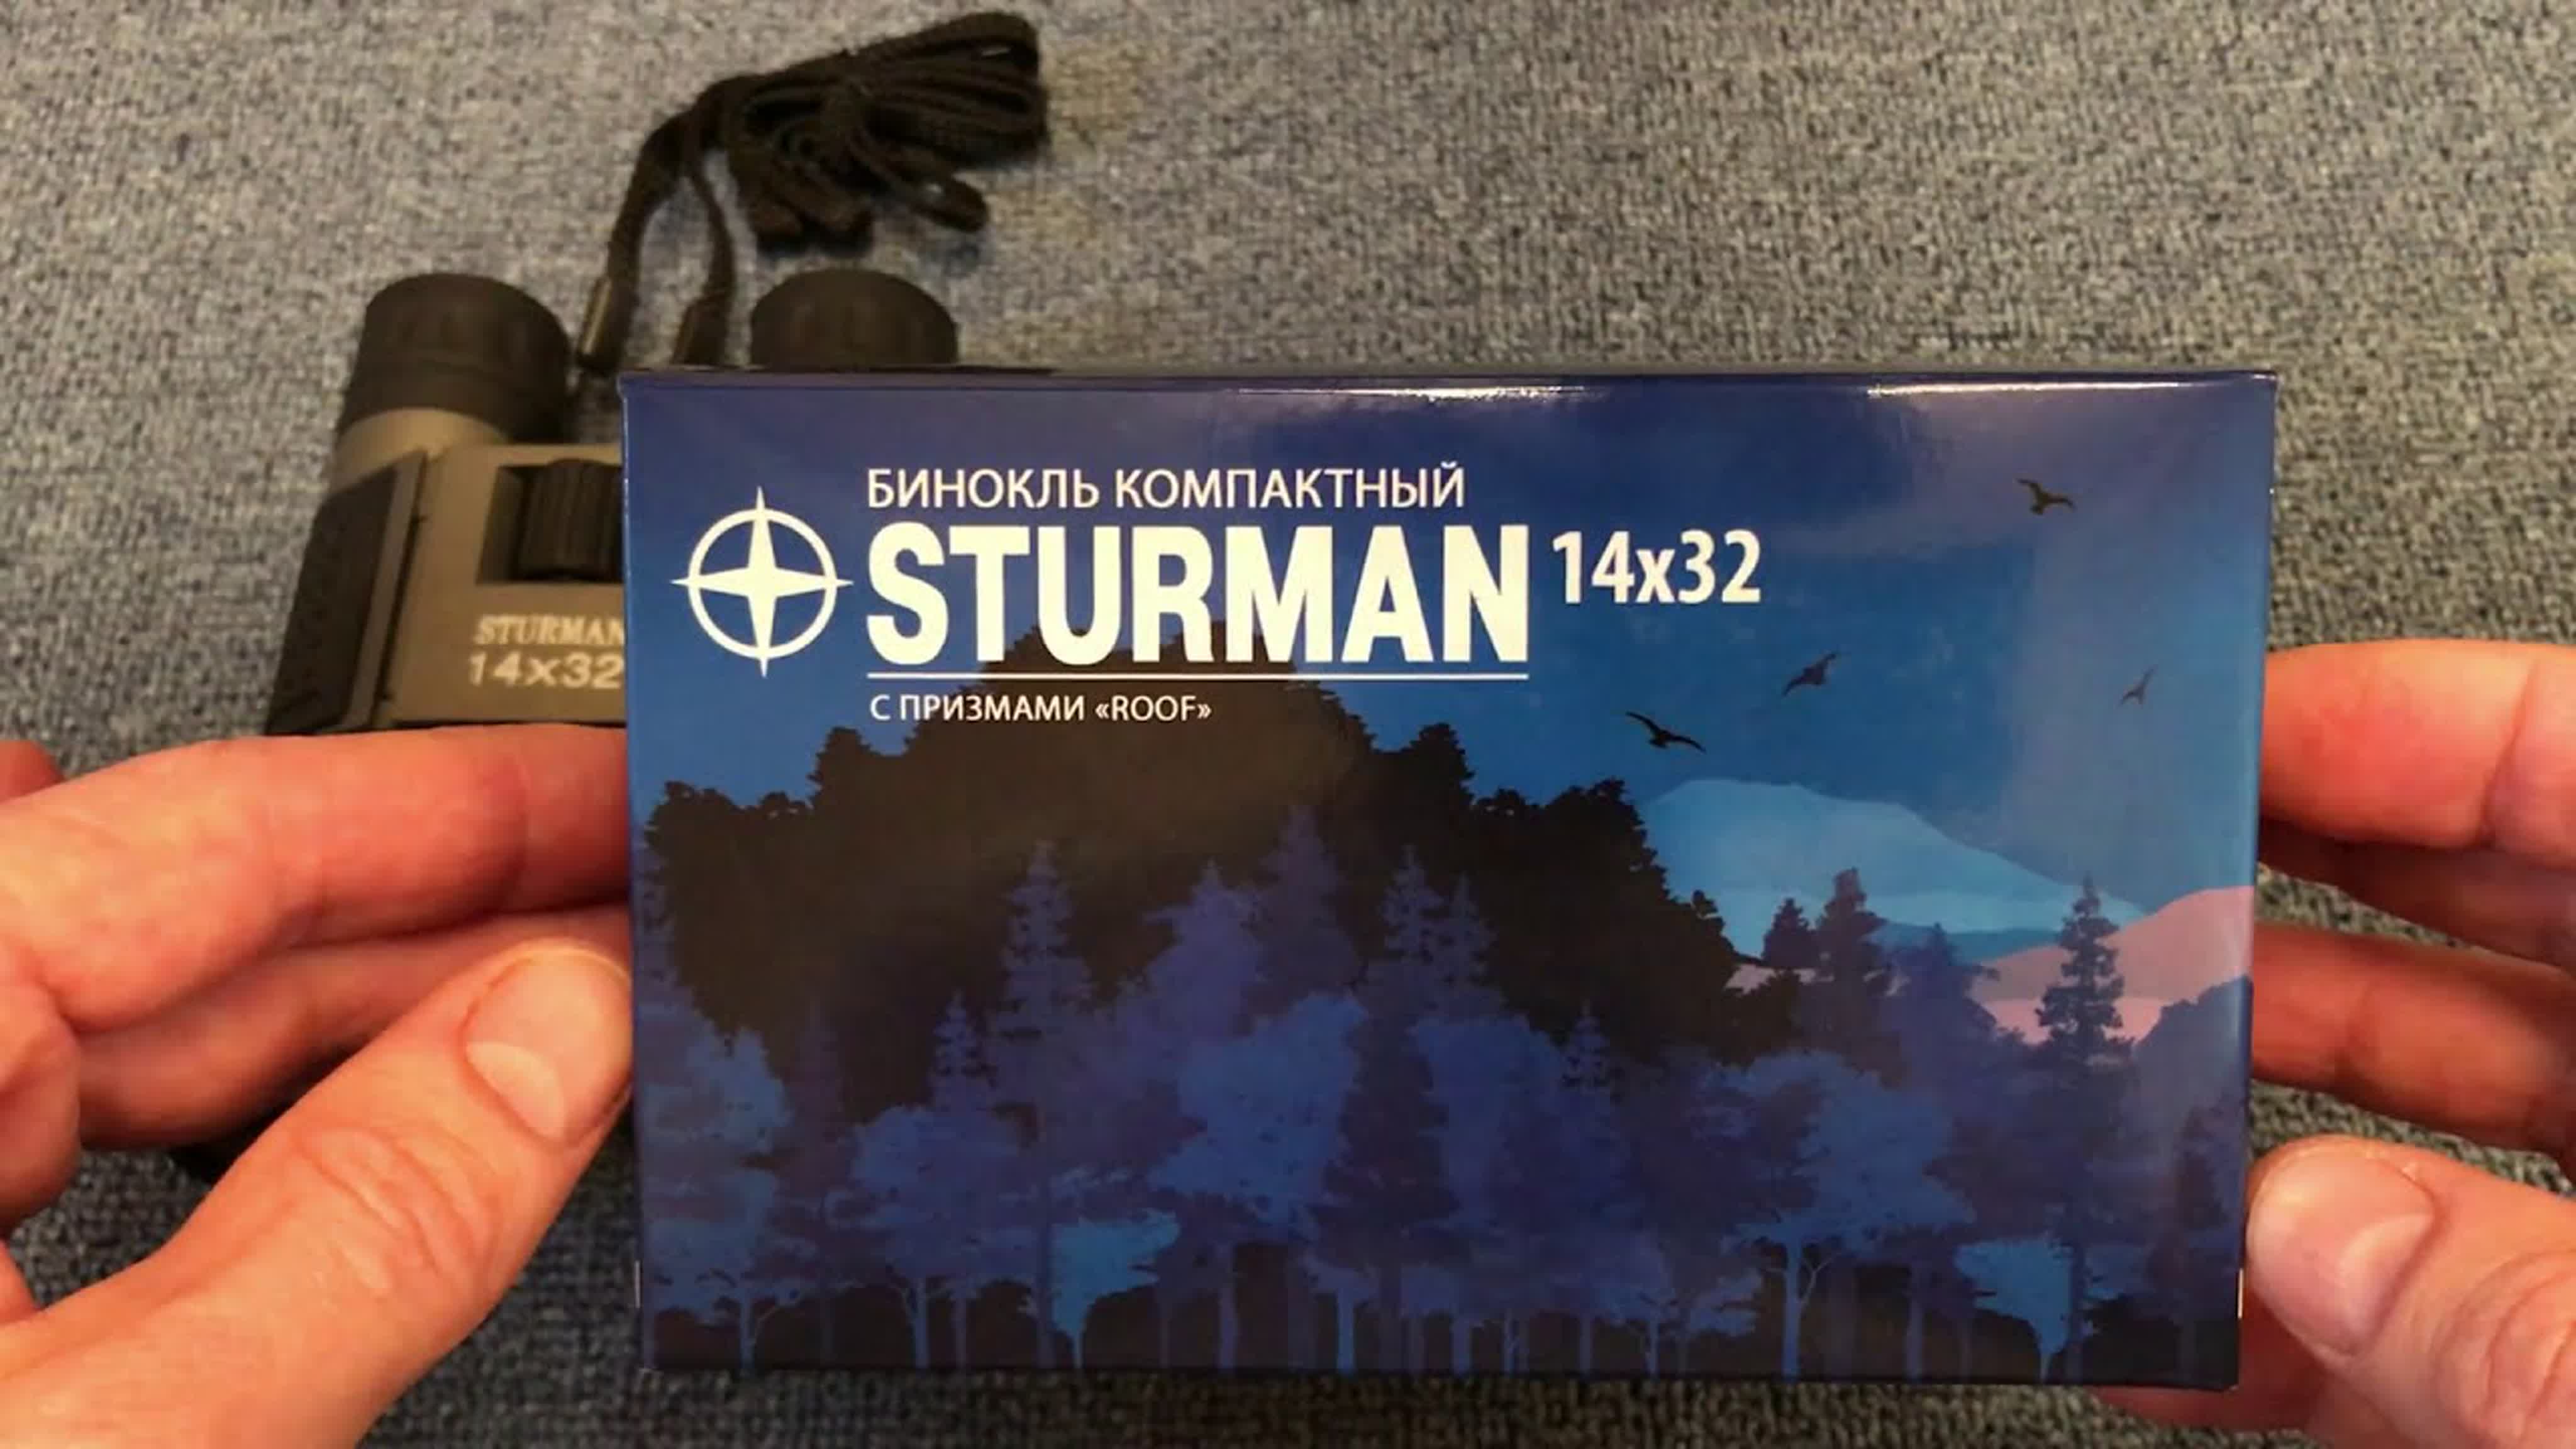 БИНОКЛЬ КОМПАКТНЫЙ
STURMAN 14x32
С ПРИЗМАМИ «ROOF»
STURMAN
14x32